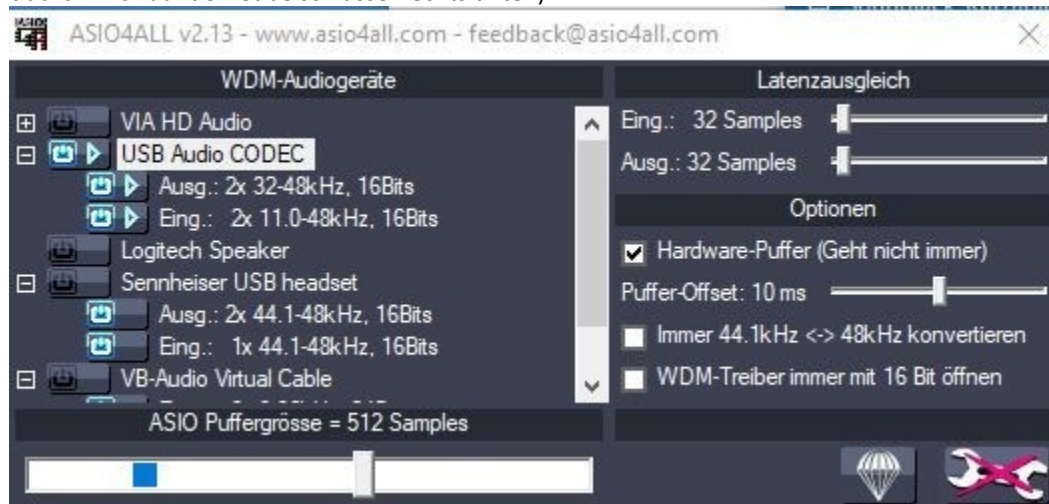 ASIO4ALL v2.13 - www.asio4all.com - feedback@asio4all.com
WDM-Audiogeräte
VIA HD Audio
USB Audio CODEC
Ausg.: 2x 32-48kHz, 16Bits
Eing.: 2x 11.0-48kHz, 16Bits
Logitech Speaker
Sennheiser USB headset
Ausg.: 2x 44.1-48kHz, 16Bits
Eing.: 1x 44.1-48kHz, 16Bits
VB-Audio Virtual Cable
ASIO Puffergrösse = 512 Samples
Latenzausgleich
Eing.: 32 Samples
Ausg.: 32 Samples
Optionen
Hardware-Puffer (Geht nicht immer)
Puffer-Offset: 10 ms
Immer 44.1kHz <-> 48kHz konvertieren
WDM-Treiber immer mit 16 Bit öffnen